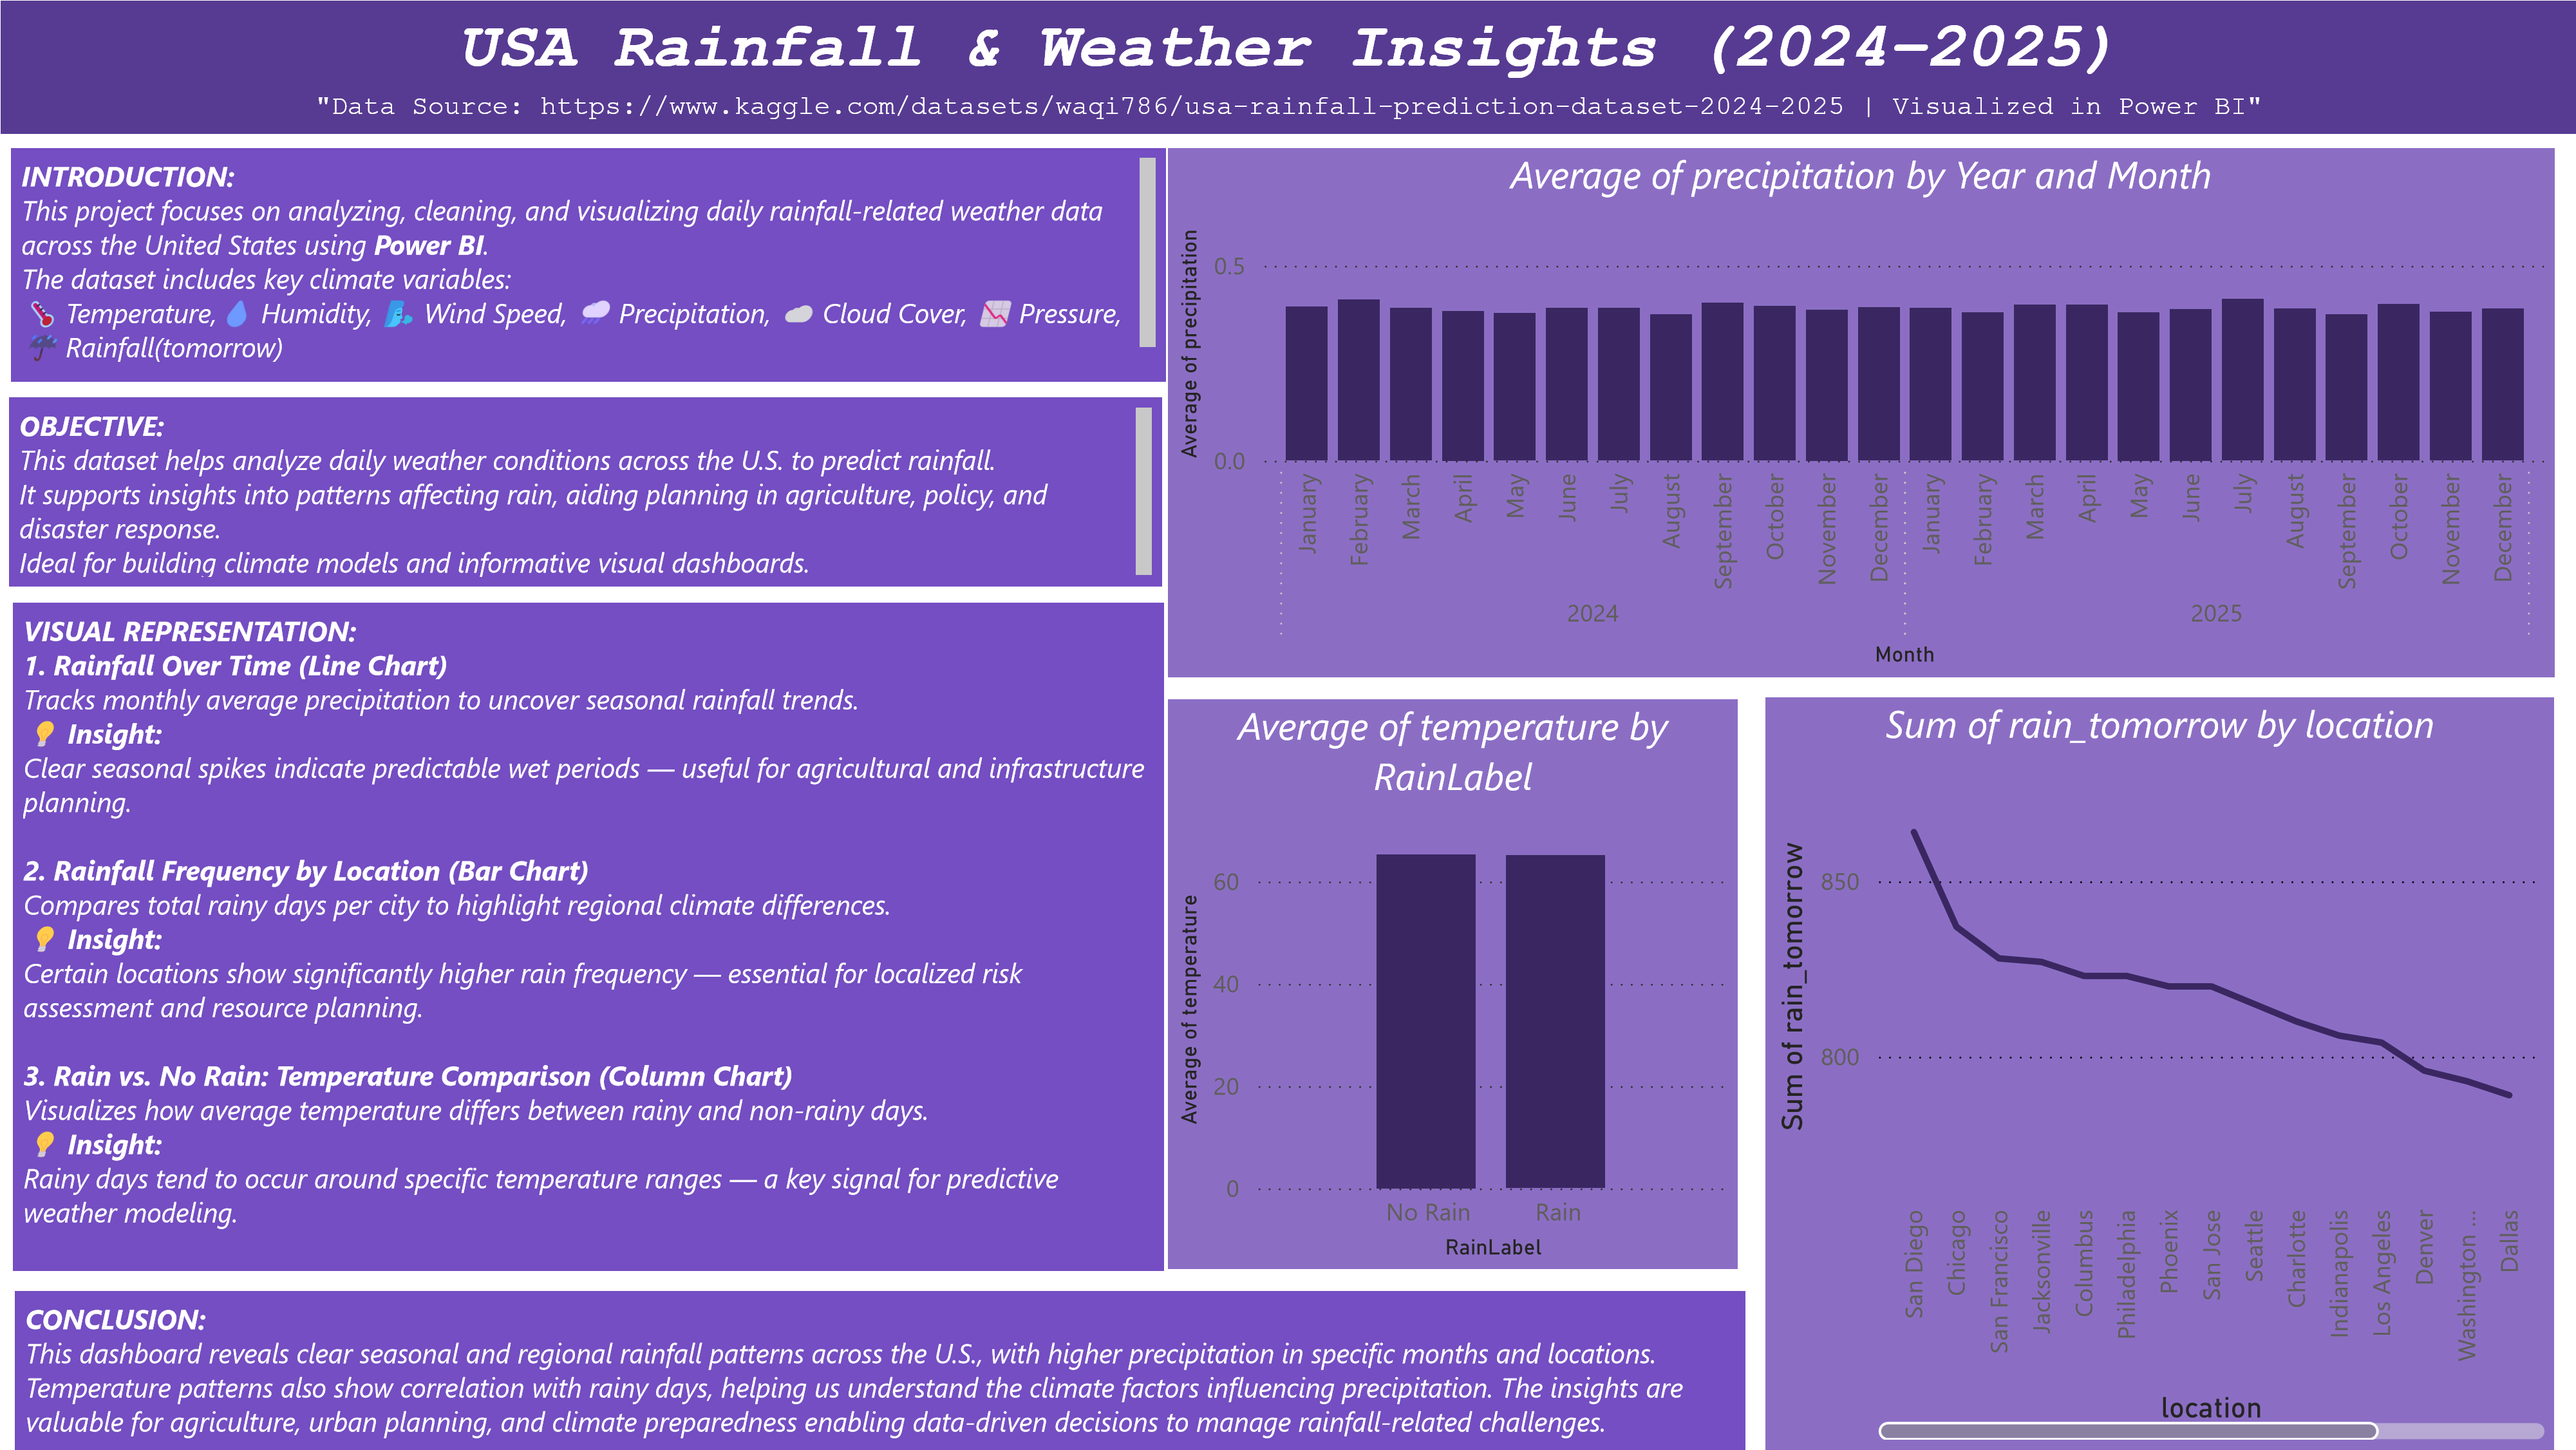 USA Rainfall & Weather Insights (2024-2025)
"Data Source: https://www.kaggle.com/datasets/waqi786/usa-rainfall-prediction-dataset-2024-2025 | Visualized in Power BI"
INTRODUCTION:
This project focuses on analyzing, cleaning, and visualizing daily rainfall-related weather data
across the United States using Power BI.
The dataset includes key climate variables:
Temperature, Humidity, Wind Speed, Precipitation, Cloud Cover, Pressure,
Rainfall(tomorrow)
OBJECTIVE:
This dataset helps analyze daily weather conditions across the U.S. to predict rainfall.
It supports insights into patterns affecting rain, aiding planning in agriculture, policy, and
disaster response.
Ideal for building climate models and informative visual dashboards.
VISUAL REPRESENTATION:
1. Rainfall Over Time (Line Chart)
Tracks monthly average precipitation to uncover seasonal rainfall trends.
💡 Insight:
Clear seasonal spikes indicate predictable wet periods — useful for agricultural and infrastructure
planning.
2. Rainfall Frequency by Location (Bar Chart)
Compares total rainy days per city to highlight regional climate differences.
💡 Insight:
Certain locations show significantly higher rain frequency — essential for localized risk
assessment and resource planning.
3. Rain vs. No Rain: Temperature Comparison (Column Chart)
Visualizes how average temperature differs between rainy and non-rainy days.
💡 Insight:
Rainy days tend to occur around specific temperature ranges — a key signal for predictive
weather modeling.
CONCLUSION:
This dashboard reveals clear seasonal and regional rainfall patterns across the U.S., with higher precipitation in specific months and locations.
Temperature patterns also show correlation with rainy days, helping us understand the climate factors influencing precipitation. The insights are
valuable for agriculture, urban planning, and climate preparedness enabling data-driven decisions to manage rainfall-related challenges.
Average of precipitation by Year and Month
Average of precipitation
0.5
0.0
January February March April May June July August September October November December January February March April May June July August September October November December
2024 2025
Month
Average of temperature by
RainLabel
Average of temperature
60
40
20
0
No Rain Rain
RainLabel
Sum of rain_tomorrow by location
Sum of rain_tomorrow
850
800
San Diego Chicago San Francisco Jacksonville Columbus Philadelphia Phoenix San Jose Seattle Charlotte Indianapolis Los Angeles Denver Washington ... Dallas
location